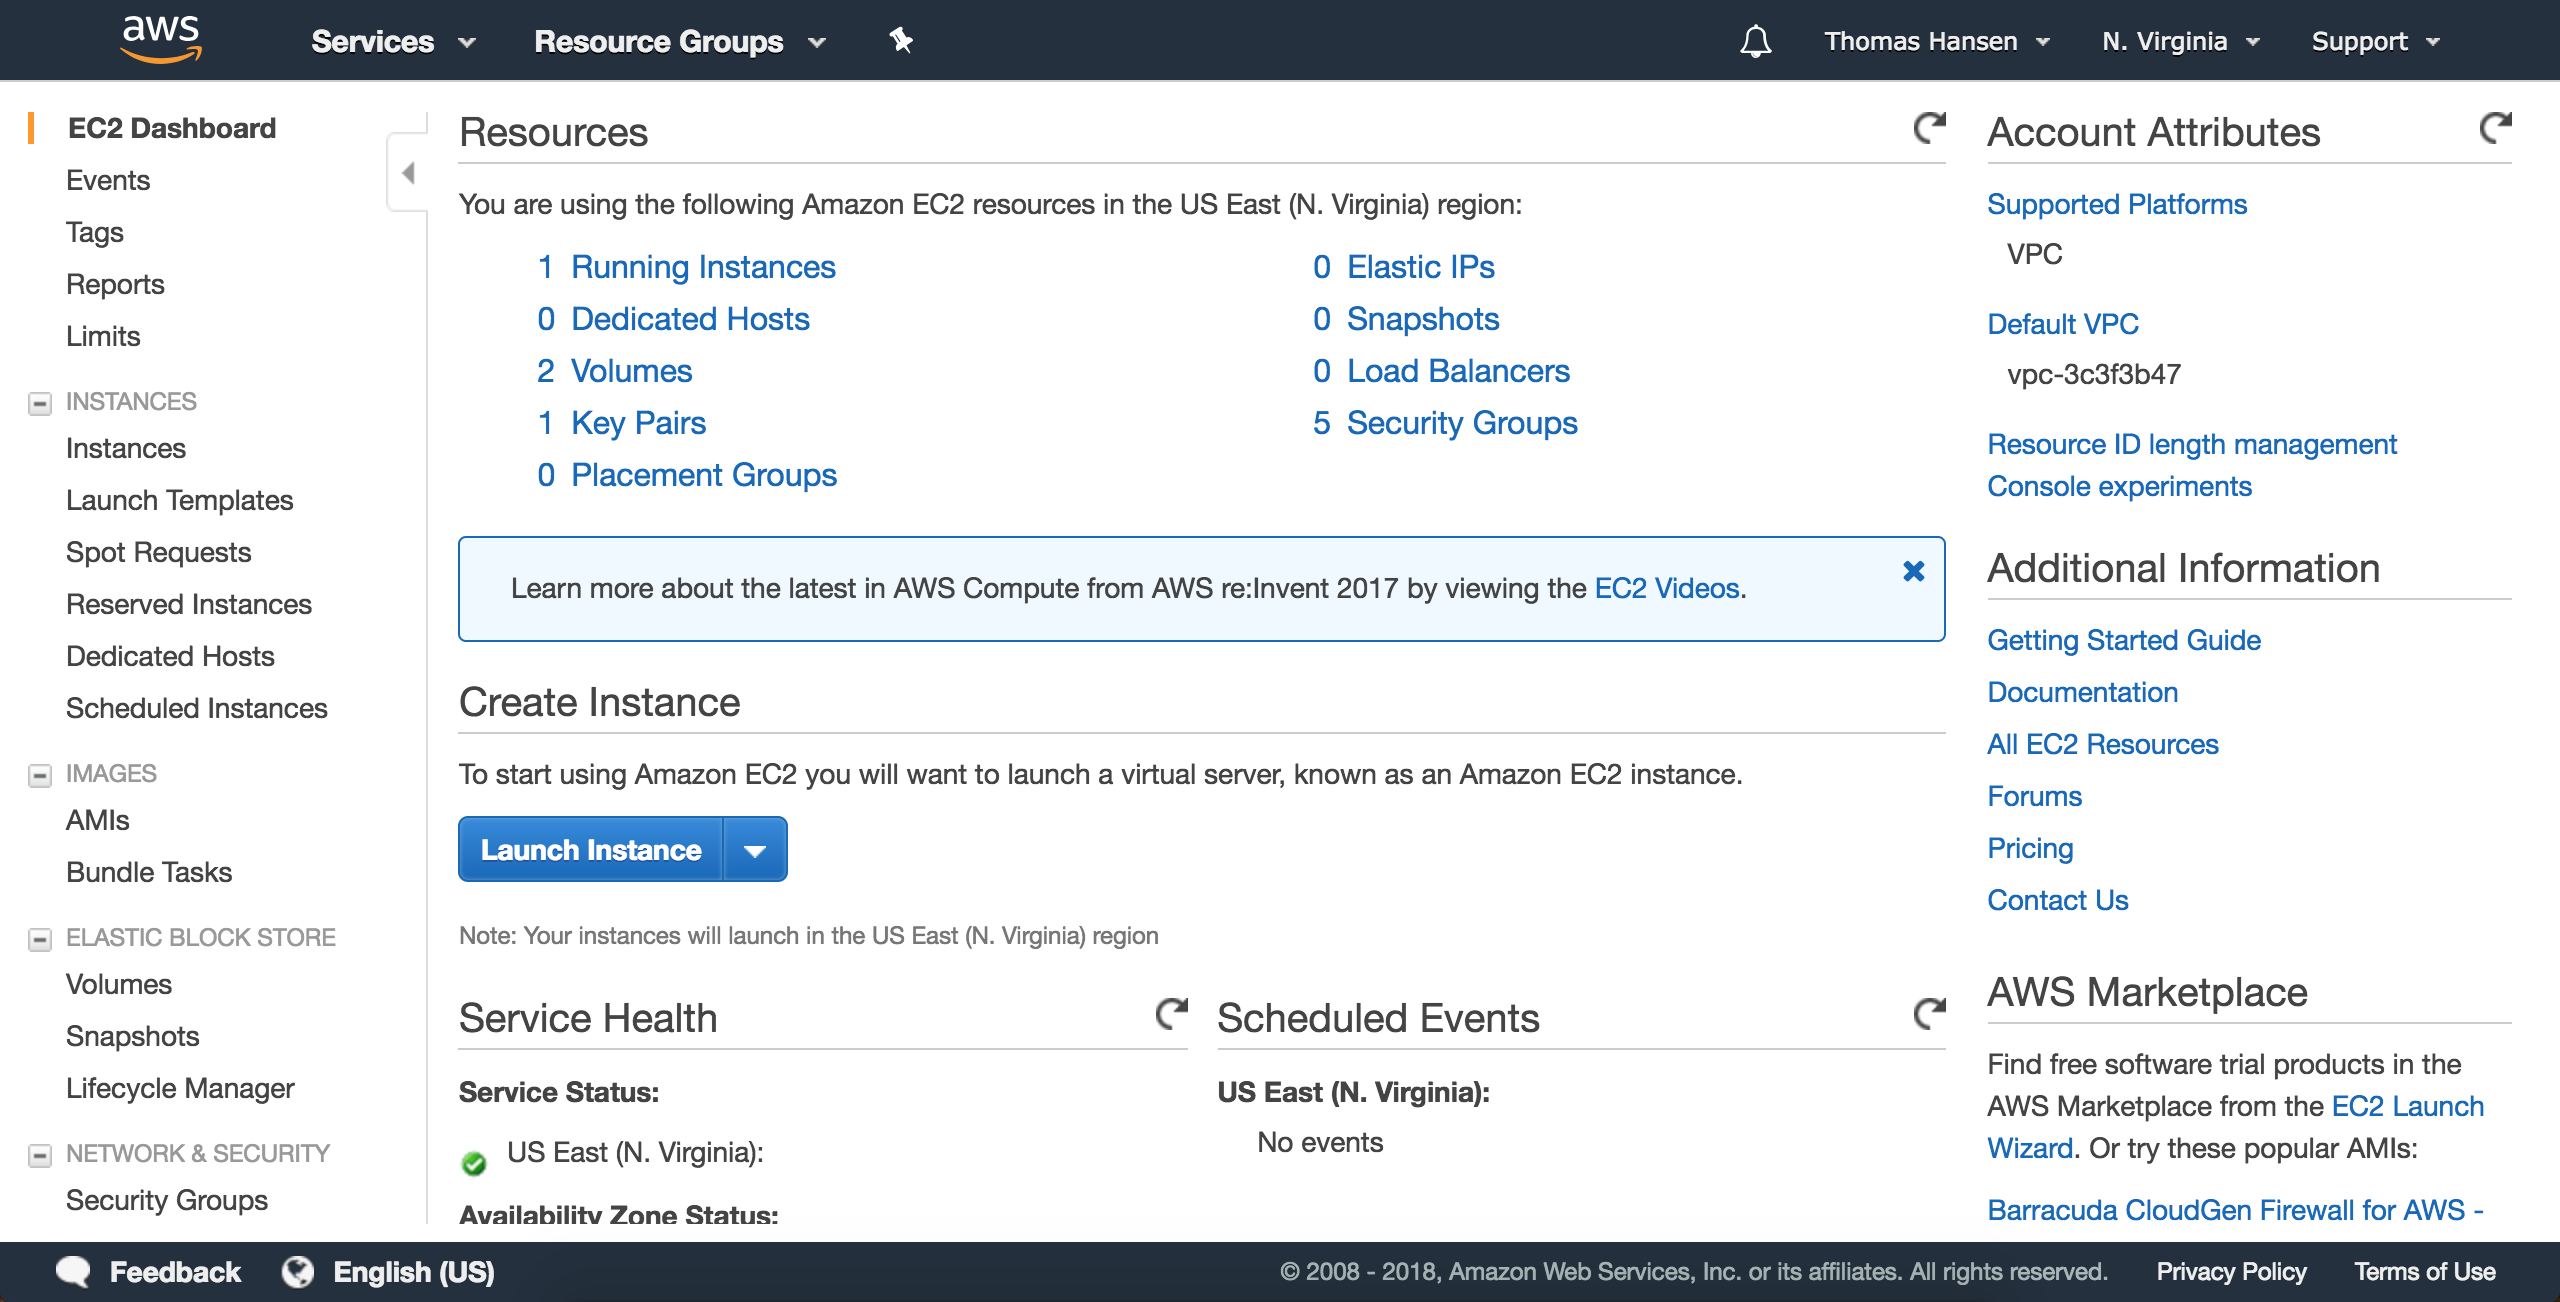 aws
Services
Resource Groups
Thomas Hansen
N. Virginia
Support
EC2 Dashboard
Events
Tags
Reports
Limits
INSTANCES
Instances
Launch Templates
Spot Requests
Reserved Instances
Dedicated Hosts
Scheduled Instances
IMAGES
AMIs
Bundle Tasks
ELASTIC BLOCK STORE
Volumes
Snapshots
Lifecycle Manager
NETWORK & SECURITY
Security Groups
Resources
You are using the following Amazon EC2 resources in the US East (N. Virginia) region:
1 Running Instances
0 Dedicated Hosts
2 Volumes
1 Key Pairs
0 Placement Groups
0 Elastic IPs
0 Snapshots
0 Load Balancers
5 Security Groups
Learn more about the latest in AWS Compute from AWS re:Invent 2017 by viewing the EC2 Videos.
Create Instance
To start using Amazon EC2 you will want to launch a virtual server, known as an Amazon EC2 instance.
Launch Instance
Note: Your instances will launch in the US East (N. Virginia) region
Service Health
Service Status:
US East (N. Virginia):
Availability Zone Status:
Scheduled Events
US East (N. Virginia):
No events
Account Attributes
Supported Platforms
VPC
Default VPC
vpc-3c3f3b47
Resource ID length management
Console experiments
Additional Information
Getting Started Guide
Documentation
All EC2 Resources
Forums
Pricing
Contact Us
AWS Marketplace
Find free software trial products in the
AWS Marketplace from the EC2 Launch
Wizard. Or try these popular AMIs:
Barracuda CloudGen Firewall for AWS -
Feedback
English (US)
© 2008 - 2018, Amazon Web Services, Inc. or its affiliates. All rights reserved.
Privacy Policy
Terms of Use